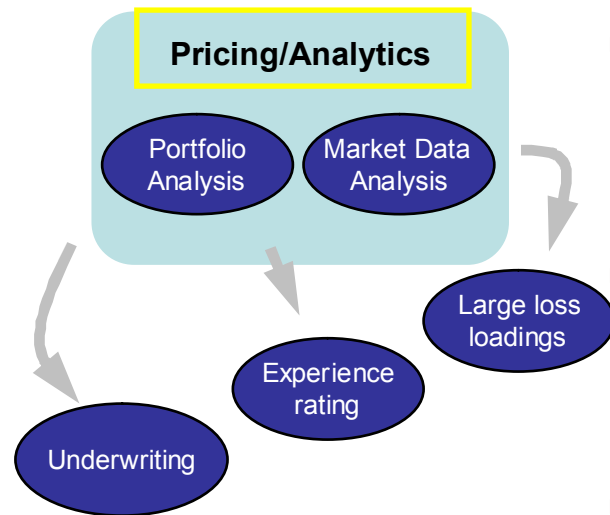 Pricing/Analytics
Portfolio
Analysis
Market Data
Analysis
Large loss
loadings
Experience
rating
Underwriting